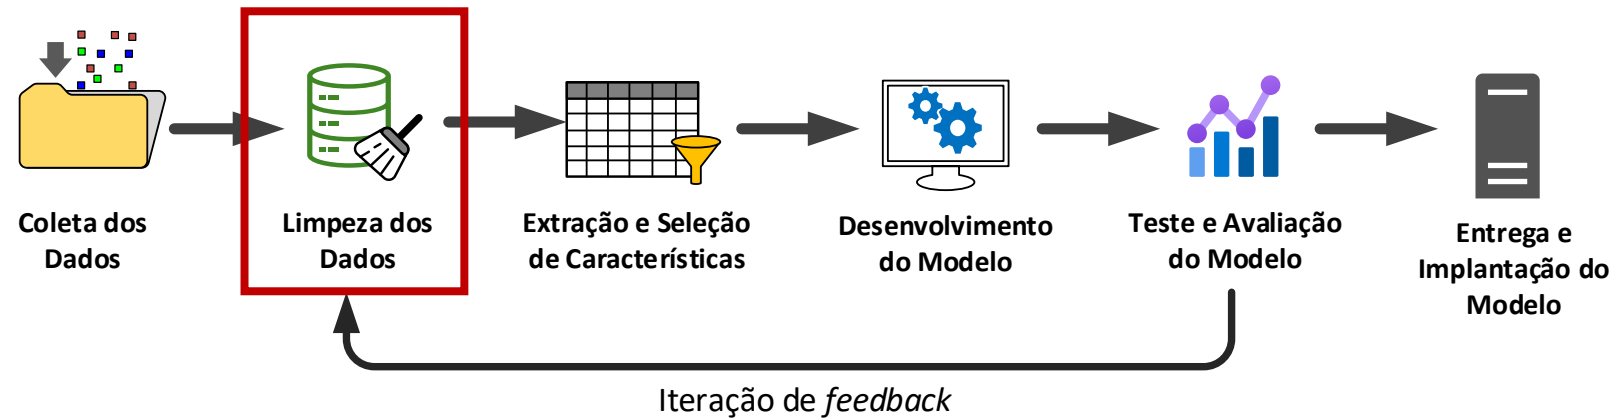 Coleta dos
Dados
Limpeza dos
Dados
Extração e Seleção
de Características
Desenvolvimento
do Modelo
Teste e Avaliação
do Modelo
Entrega e
Implantação do
Modelo
Iteração de feedback